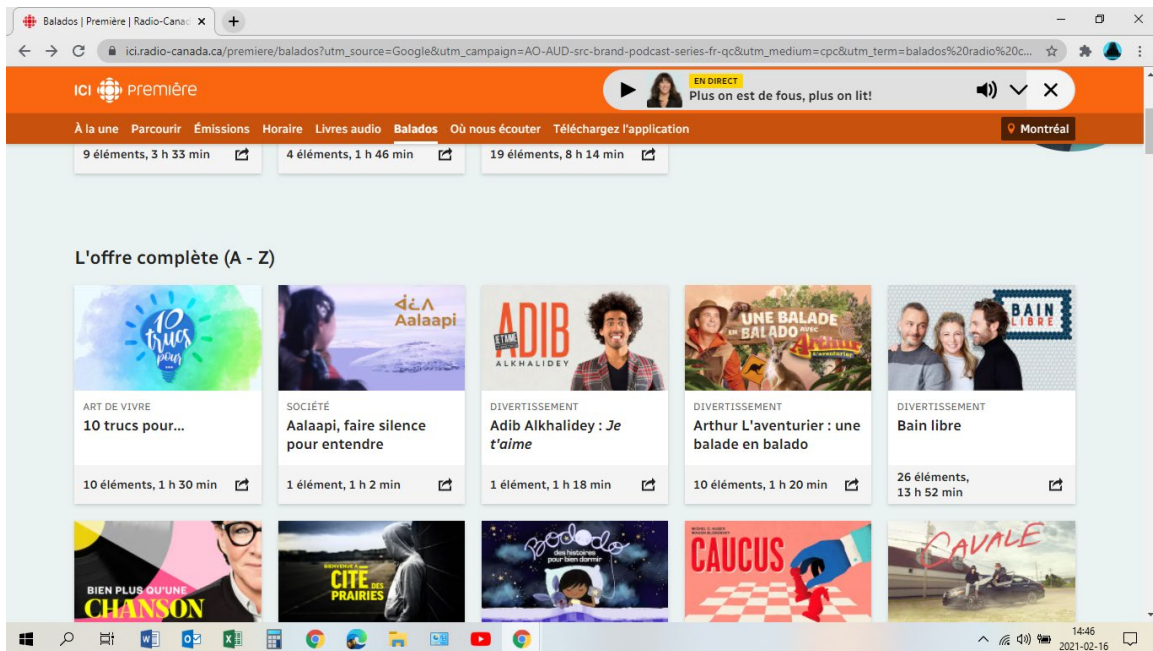 Balados | Première | Radio-Canad
ici.radio-canada.ca/premiere/balados?utm_source=Google&utm_campaign=AO-AUD-src-brand-podcast-series-fr-qc&utm_medium=cpc&utm_term=balados%20radio%20c...
ICI PREMIÈRE
EN DIRECT
Plus on est de fous, plus on lit!
À la une Parcourir Émissions Horaire Livres audio Balados Où nous écouter Téléchargez l'application Montréal
9 éléments, 3 h 33 min 4 éléments, 1 h 46 min 19 éléments, 8 h 14 min
L'offre complète (A - Z)
10 trucs pour...
ᐋᓛᐱ
Aalaapi
ADIB
ET AIME
ALKHALIDEY
UNE BALADE
EN BALADO AVEC
Arthur
L'aventurier
BAIN
LIBRE
ART DE VIVRE
10 trucs pour...
10 éléments, 1 h 30 min
SOCIÉTÉ
Aalaapi, faire silence
pour entendre
1 élément, 1 h 2 min
DIVERTISSEMENT
Adib Alkhalidey : Je
t'aime
1 élément, 1 h 18 min
DIVERTISSEMENT
Arthur L'aventurier : une
balade en balado
10 éléments, 1 h 20 min
DIVERTISSEMENT
Bain libre
26 éléments,
13 h 52 min
BIEN PLUS QU'UNE
CHANSON
BIENVENUE À
CITÉ DES
PRAIRIES
Bododo
des histoires
pour bien dormir
CAUCUS
CAVALE
14:46
2021-02-16